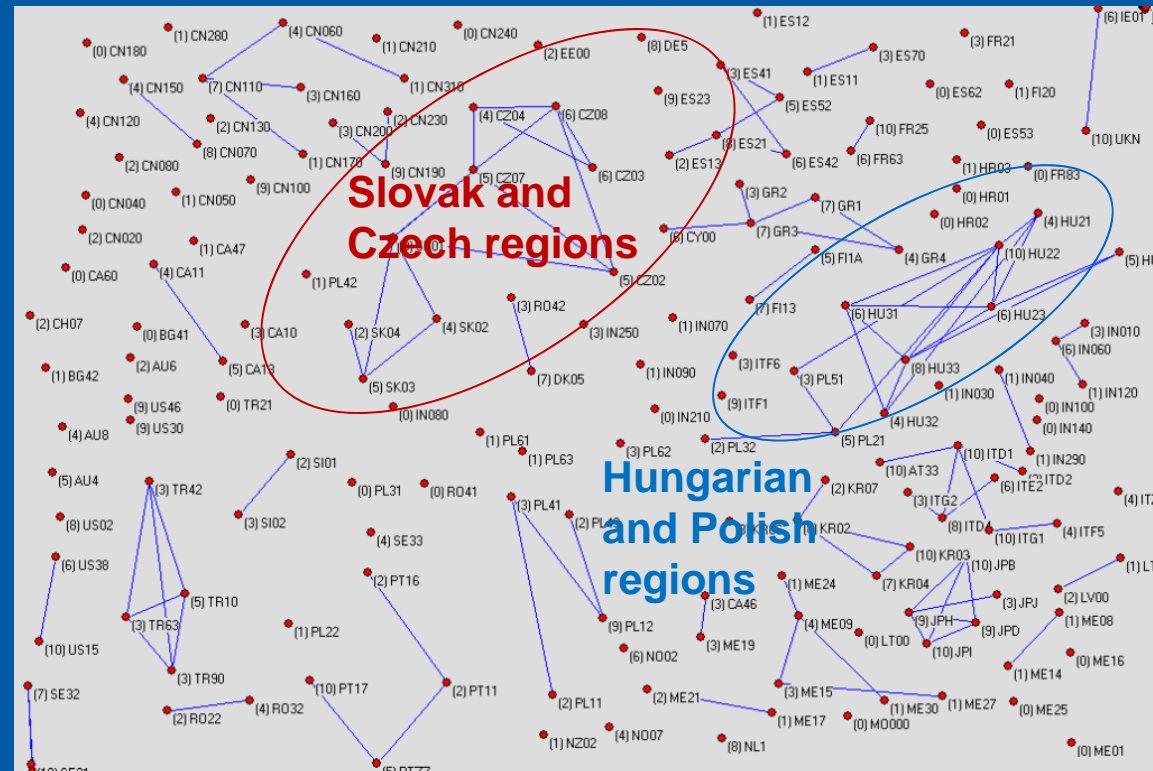 (1) ES12
(6) IE01
(1) CN280
(4) CN060
(0) CN240
(0) CN180
(1) CN210
(2) EE00
(8) DE5
(3) FR21
(3) ES70
(3) ES41
(4) CN150
(7) CN110
(1) CN310
(1) ES11
(3) CN160
(9) ES23
(5) ES52
(0) ES62
(1) FI20
(4) CN120
(2) CN130
(3) CN200
(2) CN230
(4) CZ04
(6) CZ08
(10) FR25
(0) ES53
(10) UKN
(8) CN070
(8) ES21
(2) CN080
(1) CN170
(9) CN190
(5) CZ07
(6) CZ03
(2) ES13
(6) ES42
(6) FR63
(1) HR03
(0) FR83
(0) CN040
(1) CN050
(9) CN100
Slovak and
Czech regions
(3) GR2
(7) GR1
(0) HR01
(0) HR02
(4) HU21
(2) CN020
(1) CA47
(6) CY00
(7) GR3
(4) GR4
(5) FI1A
(10) HU22
(0) CA60
(4) CA11
(1) PL42
(5) CZ02
(3) RO42
(7) FI13
(6) HU31
(6) HU23
(2) CH07
(0) BG41
(3) CA10
(2) SK04
(4) SK02
(3) IN250
(1) IN070
(3) IN010
(1) BG42
(2) AU6
(5) CA13
(5) SK03
(7) DK05
(1) IN090
(3) ITF6
(3) PL51
(8) HU33
(6) IN060
(9) US46
(9) US30
(0) TR21
(0) IN080
(0) IN210
(9) ITF1
(4) HU32
(1) IN030
(1) IN040
(1) IN120
(0) IN100
(0) IN140
(4) AU8
(1) PL61
(1) PL63
(3) PL62
(2) PL32
(5) PL21
(5) AU4
(3) TR42
(2) SI01
(0) PL31
(0) RO41
(3) PL41
Hungarian
and Polish
regions
(2) KR07
(10) AT33
(10) ITD1
(1) IN290
ITD2
(6) ITE2
(3) ITG2
(8) US02
(3) SI02
(4) SE33
KR02
(8) ITD4
(10) ITG1
(4) ITF5
(6) US38
(5) TR10
(2) PT16
(10) KR03
(10) JPB
(7) KR04
(1) ME24
(3) TR63
(1) PL22
(9) PL12
(3) CA46
(4) ME09
(9) JPH
(3) JPJ
(2) LV00
(1) ME08
(10) US15
(6) NO02
(3) ME19
(0) LT00
(10) JPI
(9) JPD
(0) ME16
(3) TR90
(1) ME14
(7) SE32
(10) PT17
(2) PT11
(2) PL11
(2) ME21
(3) ME15
(2) RO22
(4) RO32
(1) ME17
(1) ME30
(1) ME27
(0) ME25
(1) NZ02
(4) NO07
(0) MO000
(8) NL1
(0) ME01